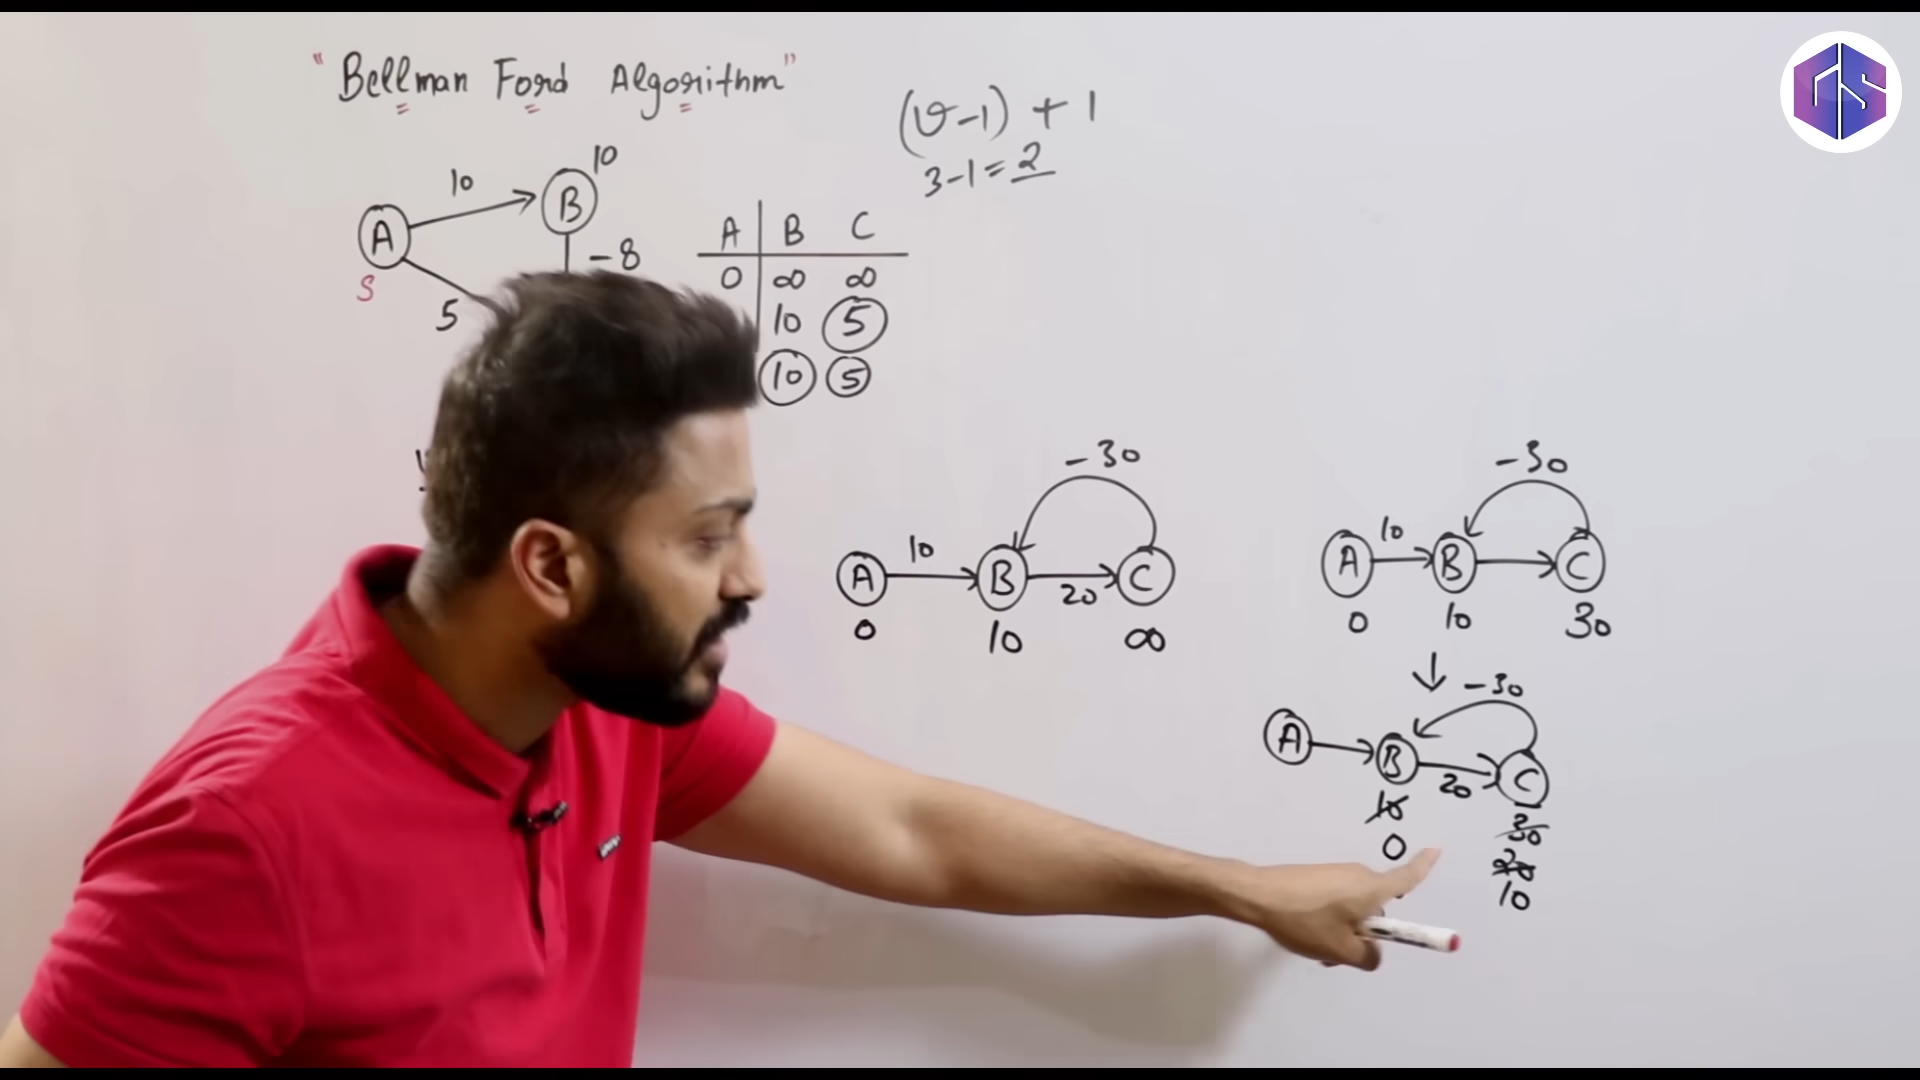 "Bellman Ford Algorithm"
(V-1) + 1
3-1=2
10
10
A
B
S
5
-8
A B C
0 ∞ ∞
10 5
10 5
-30
10
A B C
20
0 10 ∞
-30
10
A B C
0 10 30
-30
A B C
20
10 30
0 20
10